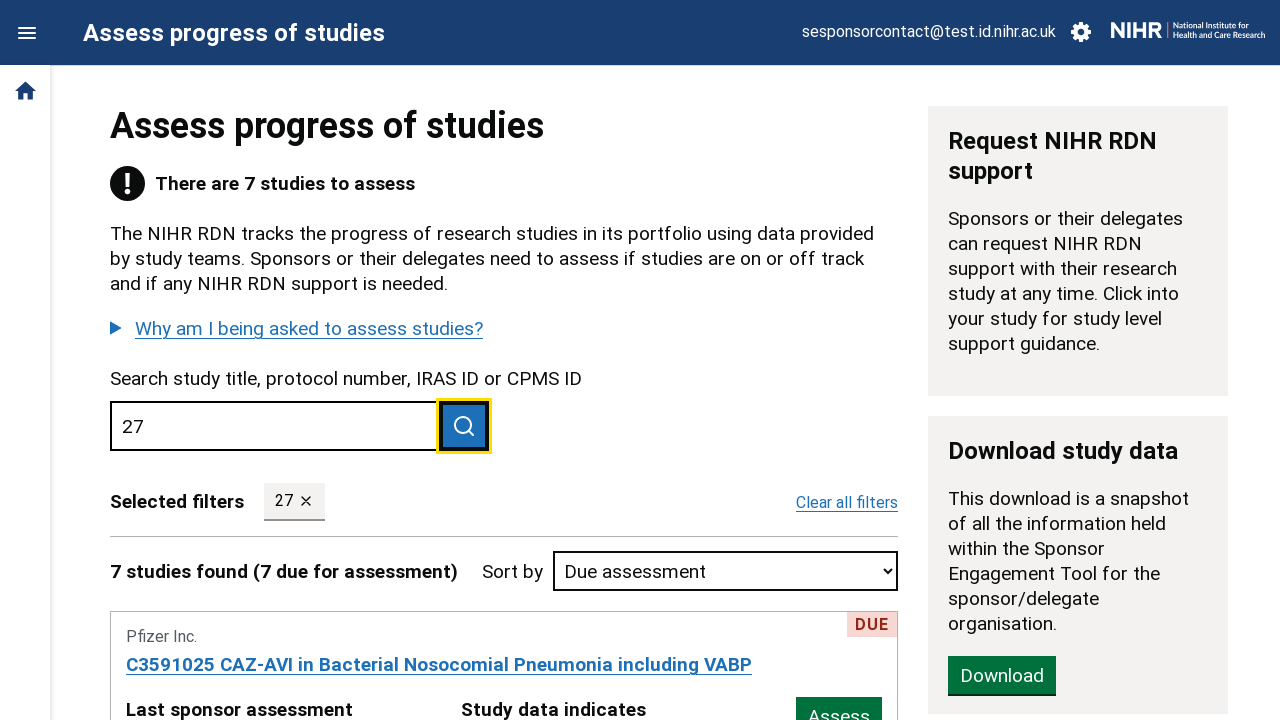 Assess progress of studies
sesponsorcontact@test.id.nihr.ac.uk
NIHR
National Institute for
Health and Care Research
Assess progress of studies
There are 7 studies to assess
The NIHR RDN tracks the progress of research studies in its portfolio using data provided
by study teams. Sponsors or their delegates need to assess if studies are on or off track
and if any NIHR RDN support is needed.
Why am I being asked to assess studies?
Search study title, protocol number, IRAS ID or CPMS ID
27
Selected filters
27
Clear all filters
7 studies found (7 due for assessment)
Sort by
Due assessment
DUE
Pfizer Inc.
C3591025 CAZ-AVI in Bacterial Nosocomial Pneumonia including VABP
Last sponsor assessment
Study data indicates
Assess
Request NIHR RDN
support
Sponsors or their delegates
can request NIHR RDN
support with their research
study at any time. Click into
your study for study level
support guidance.
Download study data
This download is a snapshot
of all the information held
within the Sponsor
Engagement Tool for the
sponsor/delegate
organisation.
Download